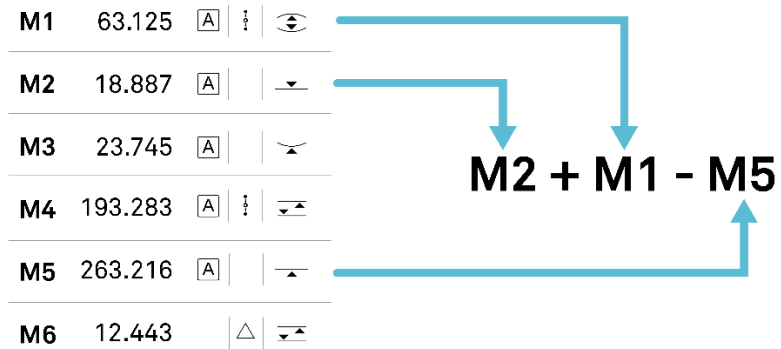 M1 63.125 A
M2 18.887 A
M3 23.745 A
M4 193.283 A
M5 263.216 A
M6 12.443
M2 + M1 - M5